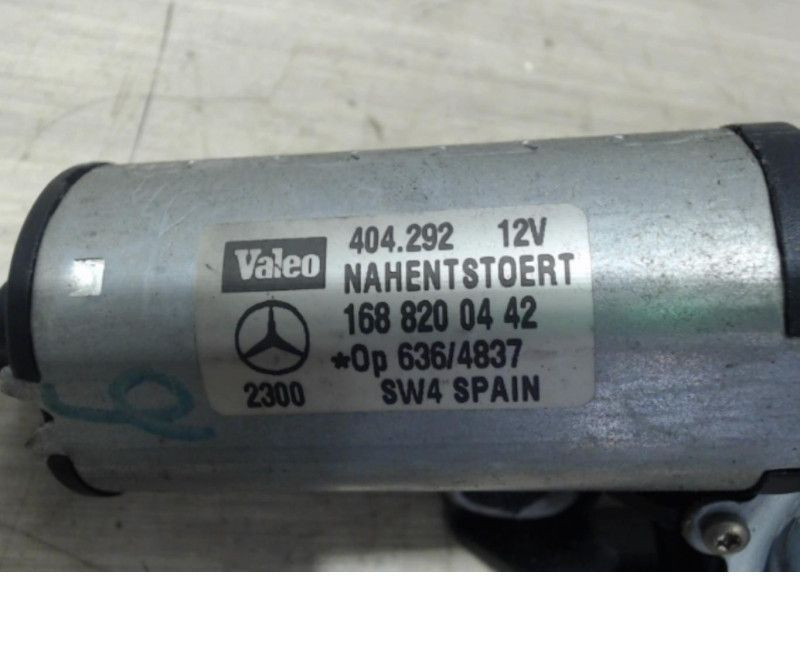 Valeo 404.292 12V
NAHENTSTOERT
168 820 04 42
*Op 636/4837
2300 SW4 SPAIN